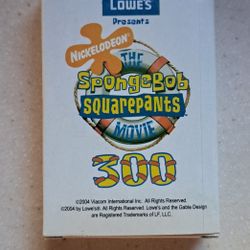 LOWE'S
Presents
NICKELODEON
THE
SpongeBob
SQUAREPANTS
MOVIE
300
©2004 Viacom International Inc. All Rights Reserved.
©2004 by Lowe's®. All Rights Reserved. Lowe's and the Gable Design
are Registered Trademarks of LF, LLC.